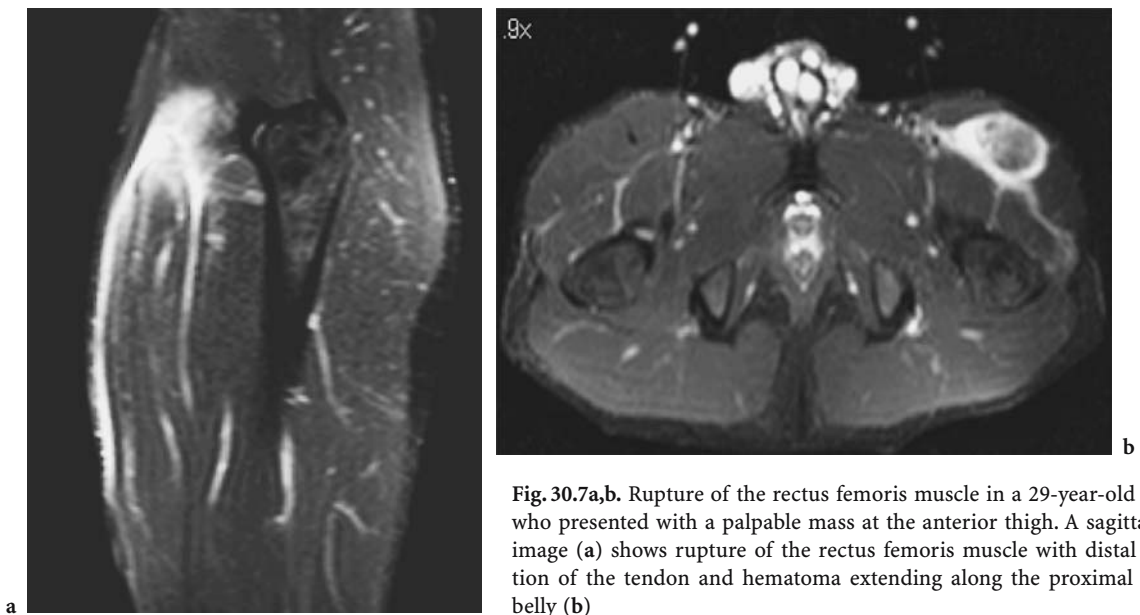 .9x
b
Fig. 30.7a,b. Rupture of the rectus femoris muscle in a 29-year-old
who presented with a palpable mass at the anterior thigh. A sagitta
image (a) shows rupture of the rectus femoris muscle with distal
tion of the tendon and hematoma extending along the proximal
belly (b)
a